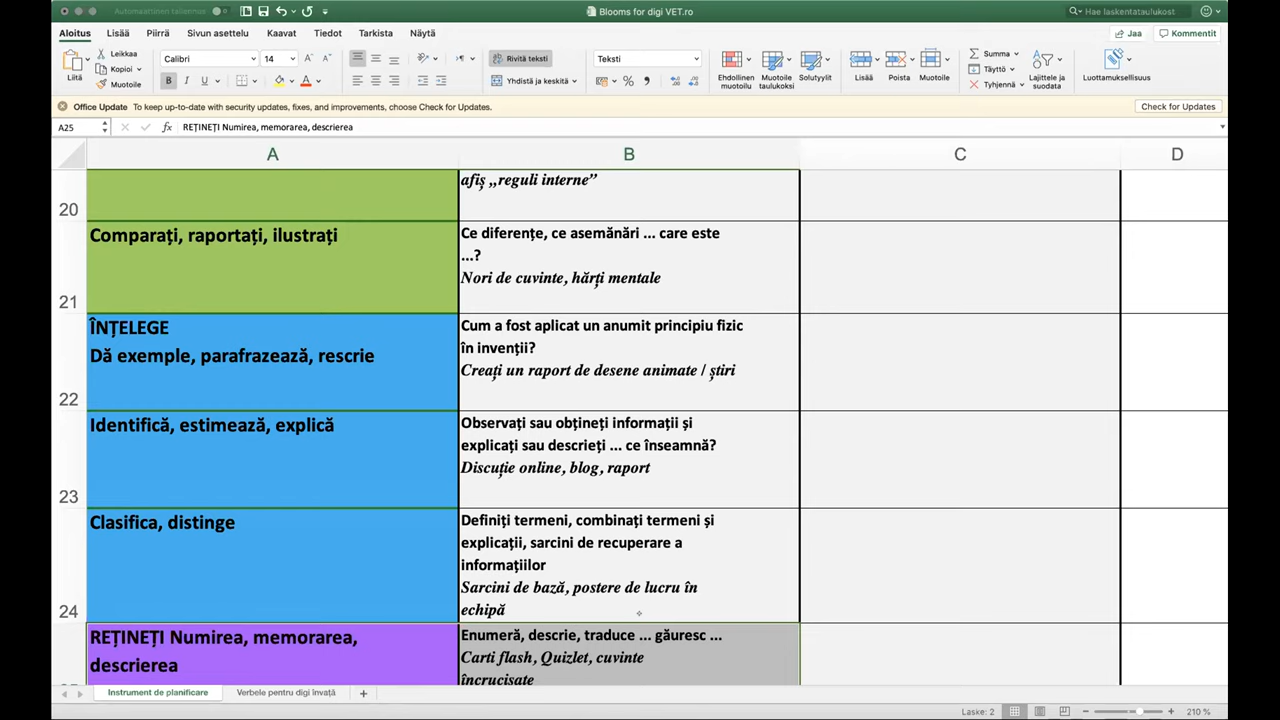 Automaattinen tallennus
Blooms for digi VET.ro
Hae laskentataulukost
Aloitus Lisää Piirrä Sivun asettelu Kaavat Tiedot Tarkista Näytä
Jaa Kommentit
Liitä
Leikkaa
Kopioi
Muotoile
Calibri 14
B I U
Rivitä teksti
Yhdistä ja keskitä
Teksti
Ehdollinen muotoilu
Muotoile taulukoksi
Solutyylit
Lisää
Poista
Muotoile
Summa
Täyttö
Tyhjennä
Lajittele ja suodata
Luottamuksellisuus
Office Update To keep up-to-date with security updates, fixes, and improvements, choose Check for Updates.
Check for Updates
A25 fx REȚINEȚI Numirea, memorarea, descrierea
A B C D
20
afiș „reguli interne”
21
Comparați, raportați, ilustrați
Ce diferențe, ce asemănări ... care este
...?
Nori de cuvinte, hărți mentale
22
ÎNȚELEGE
Dă exemple, parafrazează, rescrie
Cum a fost aplicat un anumit principiu fizic
în invenții?
Creați un raport de desene animate / știri
23
Identifică, estimează, explică
Observați sau obțineți informații și
explicați sau descrieți ... ce înseamnă?
Discuție online, blog, raport
24
Clasifica, distinge
Definiți termeni, combinați termeni și
explicații, sarcini de recuperare a
informațiilor
Sarcini de bază, postere de lucru în
echipă
REȚINEȚI Numirea, memorarea,
descrierea
Enumeră, descrie, traduce ... găuresc ...
Carti flash, Quizlet, cuvinte
încrucișate
Instrument de planificare Verbele pentru digi învață
Laske: 2
210 %